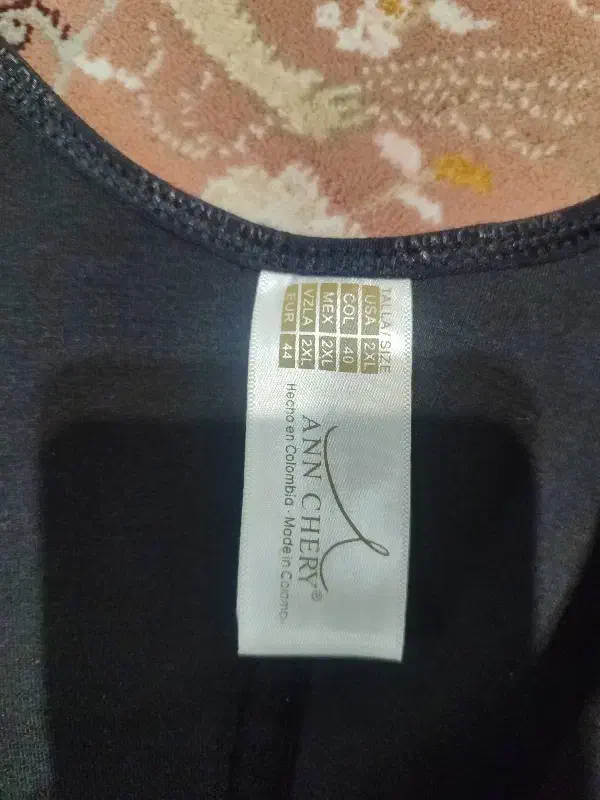 TALLA / SIZE
USA 2XL
COL 40
MEX 2XL
VZLA 2XL
EUR 44
ANN CHERY®
Hecho en Colombia - Made in Colombia